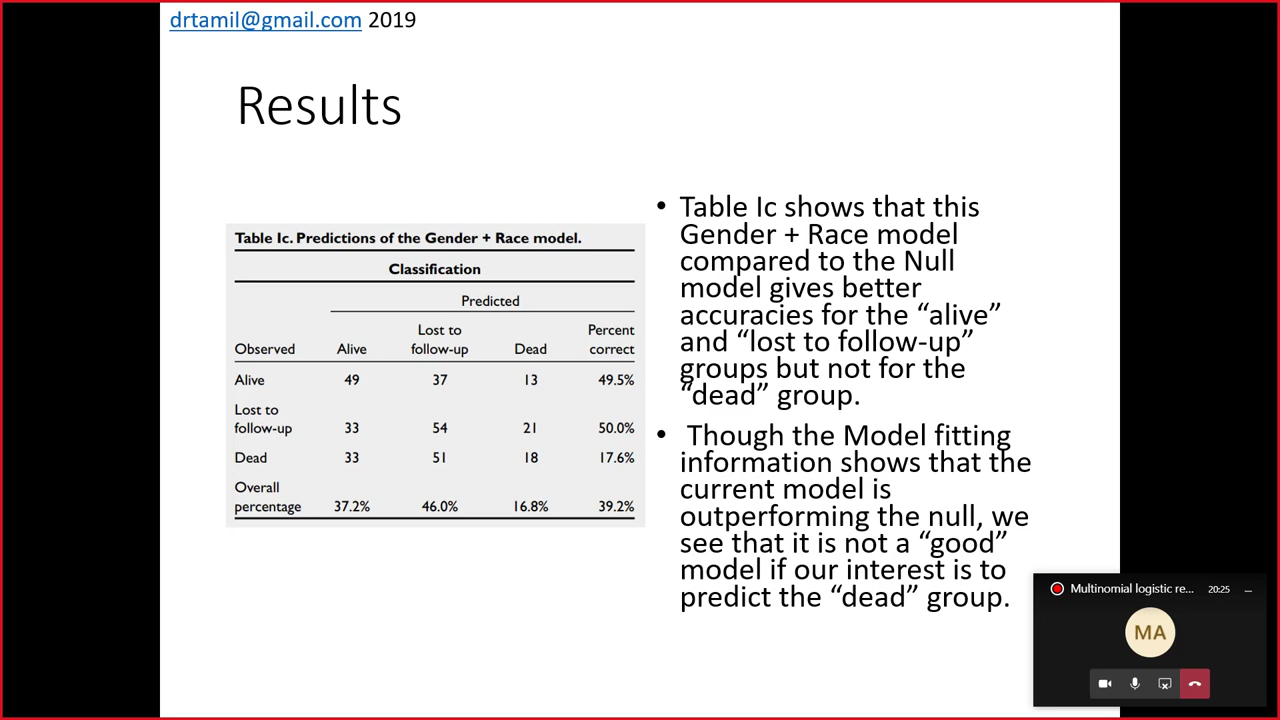 drtamil@gmail.com 2019
Results
Table Ic. Predictions of the Gender + Race model.
Classification
Predicted
Lost to Percent
Observed Alive follow-up Dead correct
Alive 49 37 13 49.5%
Lost to
follow-up 33 54 21 50.0%
Dead 33 51 18 17.6%
Overall
percentage 37.2% 46.0% 16.8% 39.2%
• Table Ic shows that this
Gender + Race model
compared to the Null
model gives better
accuracies for the “alive”
and “lost to follow-up”
groups but not for the
“dead” group.
• Though the Model fitting
information shows that the
current model is
outperforming the null, we
see that it is not a “good”
model if our interest is to
predict the “dead” group.
Multinomial logistic re... 20:25
MA